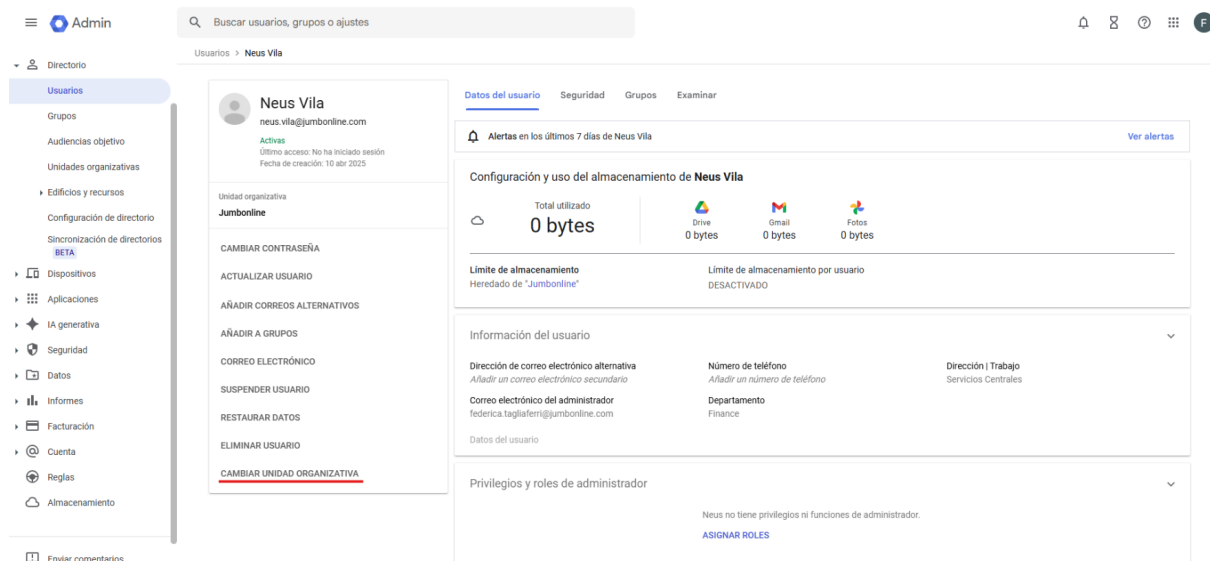 Admin
Buscar usuarios, grupos o ajustes
F
Usuarios > Neus Vila
Directorio
Usuarios
Grupos
Audiencias objetivo
Unidades organizativas
Edificios y recursos
Configuración de directorio
Sincronización de directorios
BETA
Dispositivos
Aplicaciones
IA generativa
Seguridad
Datos
Informes
Facturación
Cuenta
Reglas
Almacenamiento
Enviar comentarios
Neus Vila
neus.vila@jumbonline.com
Activas
Último acceso: No ha iniciado sesión
Fecha de creación: 10 abr 2025
Unidad organizativa
Jumbonline
CAMBIAR CONTRASEÑA
ACTUALIZAR USUARIO
AÑADIR CORREOS ALTERNATIVOS
AÑADIR A GRUPOS
CORREO ELECTRÓNICO
SUSPENDER USUARIO
RESTAURAR DATOS
ELIMINAR USUARIO
CAMBIAR UNIDAD ORGANIZATIVA
Datos del usuario Seguridad Grupos Examinar
Alertas en los últimos 7 días de Neus Vila Ver alertas
Configuración y uso del almacenamiento de Neus Vila
Total utilizado
0 bytes
Drive Gmail Fotos
0 bytes 0 bytes 0 bytes
Límite de almacenamiento Límite de almacenamiento por usuario
Heredado de "Jumbonline" DESACTIVADO
Información del usuario
Dirección de correo electrónico alternativa Número de teléfono Dirección | Trabajo
Añadir un correo electrónico secundario Añadir un número de teléfono Servicios Centrales
Correo electrónico del administrador Departamento
federica.tagliaferri@jumbonline.com Finance
Datos del usuario
Privilegios y roles de administrador
Neus no tiene privilegios ni funciones de administrador.
ASIGNAR ROLES